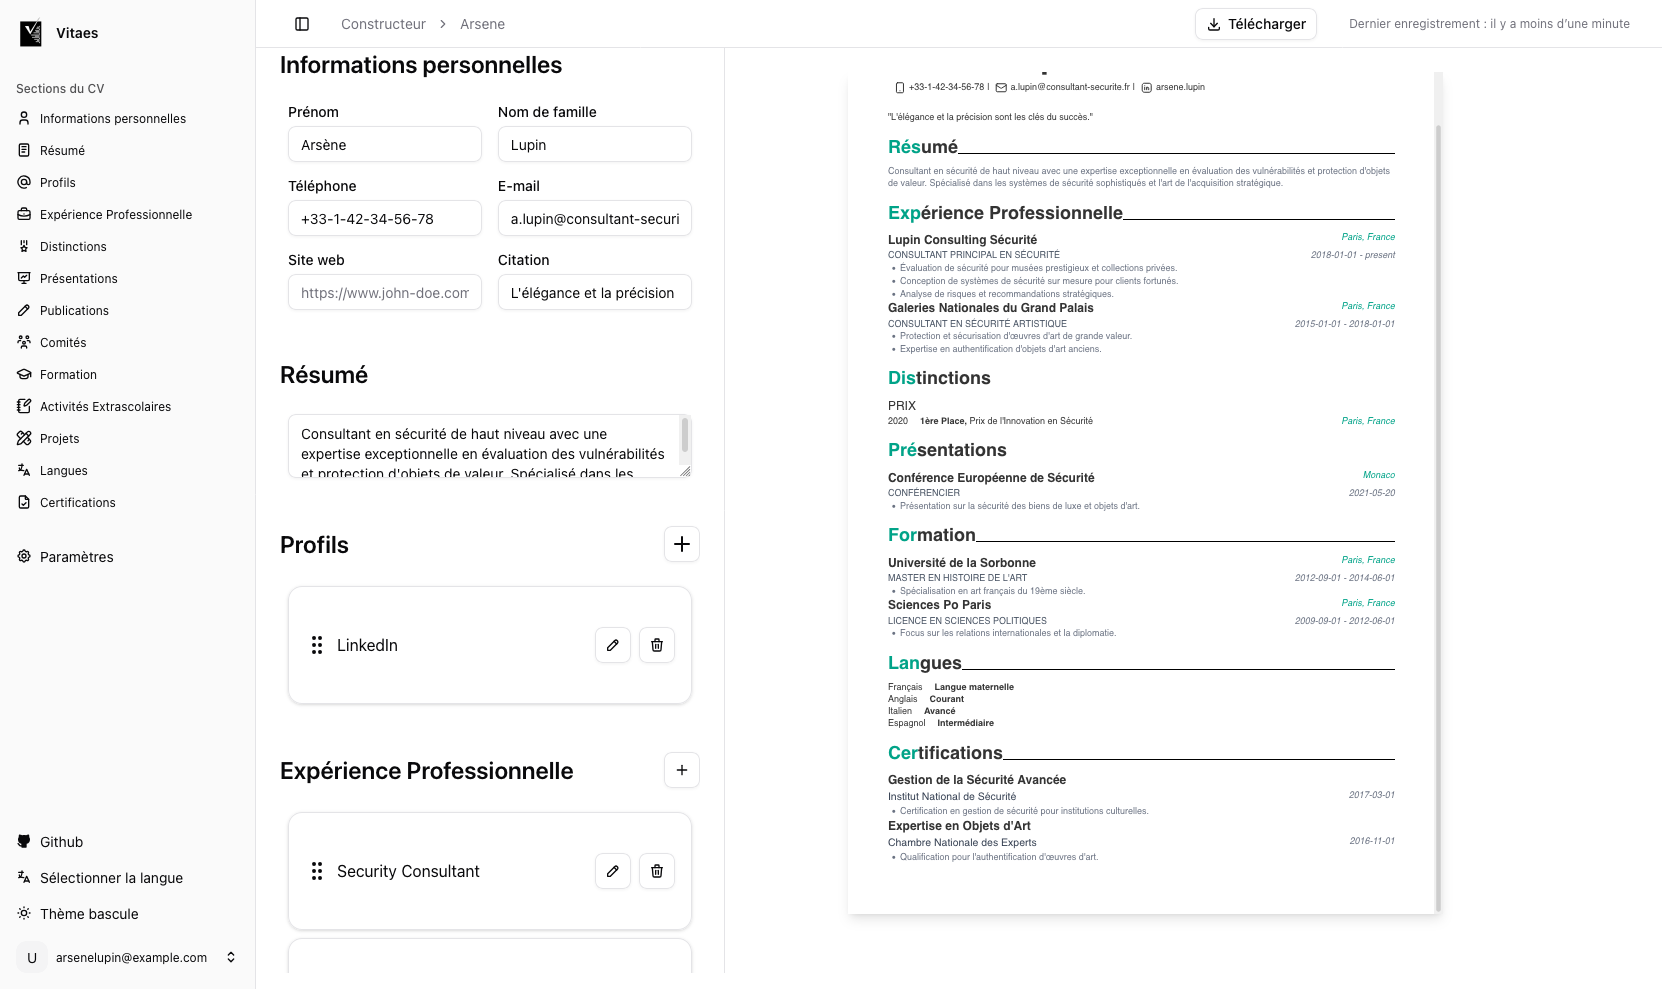 Vitaes
Sections du CV
Informations personnelles
Résumé
Profils
Expérience Professionnelle
Distinctions
Présentations
Publications
Comités
Formation
Activités Extrascolaires
Projets
Langues
Certifications
Paramètres
Github
Sélectionner la langue
Thème bascule
U
arsenelupin@example.com
Constructeur
Arsene
Télécharger
Dernier enregistrement : il y a moins d’une minute
Informations personnelles
Prénom
Nom de famille
Arsène
Lupin
Téléphone
E-mail
+33-1-42-34-56-78
a.lupin@consultant-securi
Site web
Citation
https://www.john-doe.com
L'élégance et la précision
Résumé
Consultant en sécurité de haut niveau avec une
expertise exceptionnelle en évaluation des vulnérabilités
et protection d'objets de valeur. Spécialisé dans les
Profils
LinkedIn
Expérience Professionnelle
Security Consultant
+33-1-42-34-56-78 | a.lupin@consultant-securite.fr | arsene.lupin
"L'élégance et la précision sont les clés du succès."
Résumé
Consultant en sécurité de haut niveau avec une expertise exceptionnelle en évaluation des vulnérabilités et protection d'objets
de valeur. Spécialisé dans les systèmes de sécurité sophistiqués et l'art de l'acquisition stratégique.
Expérience Professionnelle
Lupin Consulting Sécurité
Paris, France
CONSULTANT PRINCIPAL EN SÉCURITÉ
2018-01-01 - present
• Évaluation de sécurité pour musées prestigieux et collections privées.
• Conception de systèmes de sécurité sur mesure pour clients fortunés.
• Analyse de risques et recommandations stratégiques.
Galeries Nationales du Grand Palais
Paris, France
CONSULTANT EN SÉCURITÉ ARTISTIQUE
2015-01-01 - 2018-01-01
• Protection et sécurisation d'œuvres d'art de grande valeur.
• Expertise en authentification d'objets d'art anciens.
Distinctions
PRIX
2020 1ère Place, Prix de l'Innovation en Sécurité
Paris, France
Présentations
Conférence Européenne de Sécurité
Monaco
CONFÉRENCIER
2021-05-20
• Présentation sur la sécurité des biens de luxe et objets d'art.
Formation
Université de la Sorbonne
Paris, France
MASTER EN HISTOIRE DE L'ART
2012-09-01 - 2014-06-01
• Spécialisation en art français du 19ème siècle.
Sciences Po Paris
Paris, France
LICENCE EN SCIENCES POLITIQUES
2009-09-01 - 2012-06-01
• Focus sur les relations internationales et la diplomatie.
Langues
Français Langue maternelle
Anglais Courant
Italien Avancé
Espagnol Intermédiaire
Certifications
Gestion de la Sécurité Avancée
Institut National de Sécurité
2017-03-01
• Certification en gestion de sécurité pour institutions culturelles.
Expertise en Objets d'Art
Chambre Nationale des Experts
2016-11-01
• Qualification pour l'authentification d'œuvres d'art.